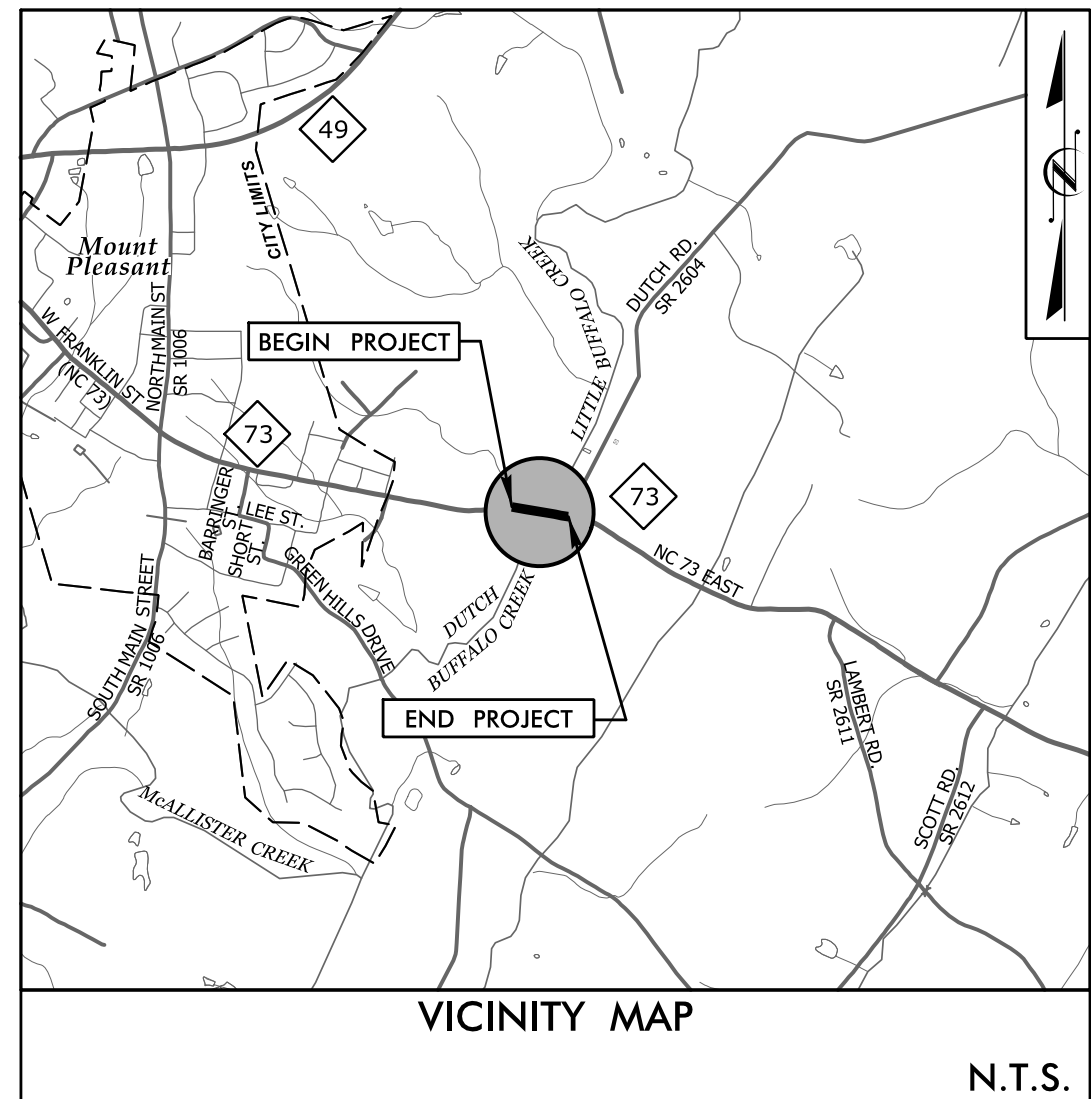 49
CITY LIMITS
Mount
Pleasant
NORTH MAIN ST
SR 1006
W FRANKLIN ST
(NC 73)
BEGIN PROJECT
LITTLE BUFFALO CREEK
DUTCH RD.
SR 2604
N
73
73
BARRINGER
ST.
LEE ST.
SHORT
ST.
GREEN HILLS DRIVE
NC 73 EAST
DUTCH
BUFFALO CREEK
SOUTH MAIN STREET
SR 1006
END PROJECT
LAMBERT RD.
SR 2611
SCOTT RD.
SR 2612
McALLISTER CREEK
VICINITY MAP
N.T.S.